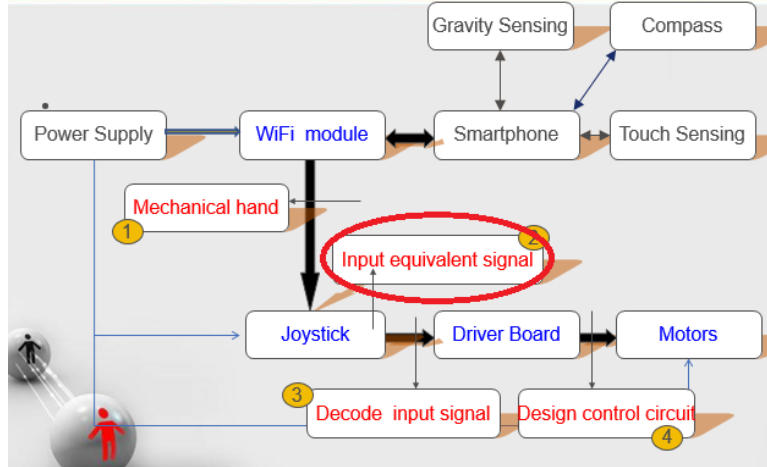 Gravity Sensing
Compass
Power Supply
WiFi module
Smartphone
Touch Sensing
Mechanical hand
1
2
Input equivalent signal
Joystick
Driver Board
Motors
3
Decode input signal
Design control circuit
4